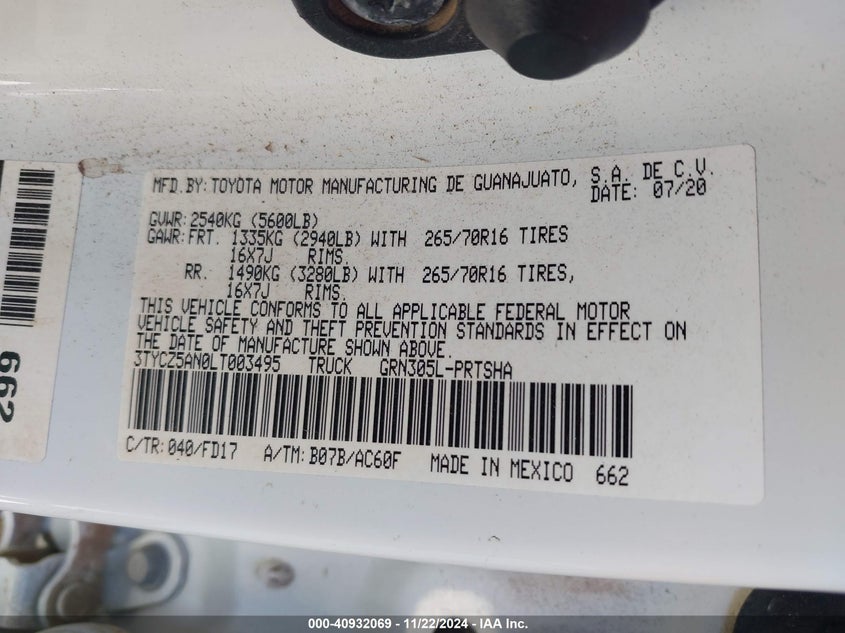 MFD.BY:TOYOTA MOTOR MANUFACTURING DE GUANAJUATO, S.A. DE C.V.
DATE: 07/20
GVWR:2540KG (5600LB)
GAWR:FRT. 1335KG (2940LB) WITH 265/70R16 TIRES
16X7J RIMS.
RR. 1490KG (3280LB) WITH 265/70R16 TIRES,
16X7J RIMS.
THIS VEHICLE CONFORMS TO ALL APPLICABLE FEDERAL MOTOR
VEHICLE SAFETY AND THEFT PREVENTION STANDARDS IN EFFECT ON
THE DATE OF MANUFACTURE SHOWN ABOVE.
3TYCZ5AN0LT003495 TRUCK GRN305L-PRTSHA
C/TR:040/FD17 A/TM:B07B/AC60F MADE IN MEXICO 662
662
000-40932069 - 11/22/2024 - IAA Inc.